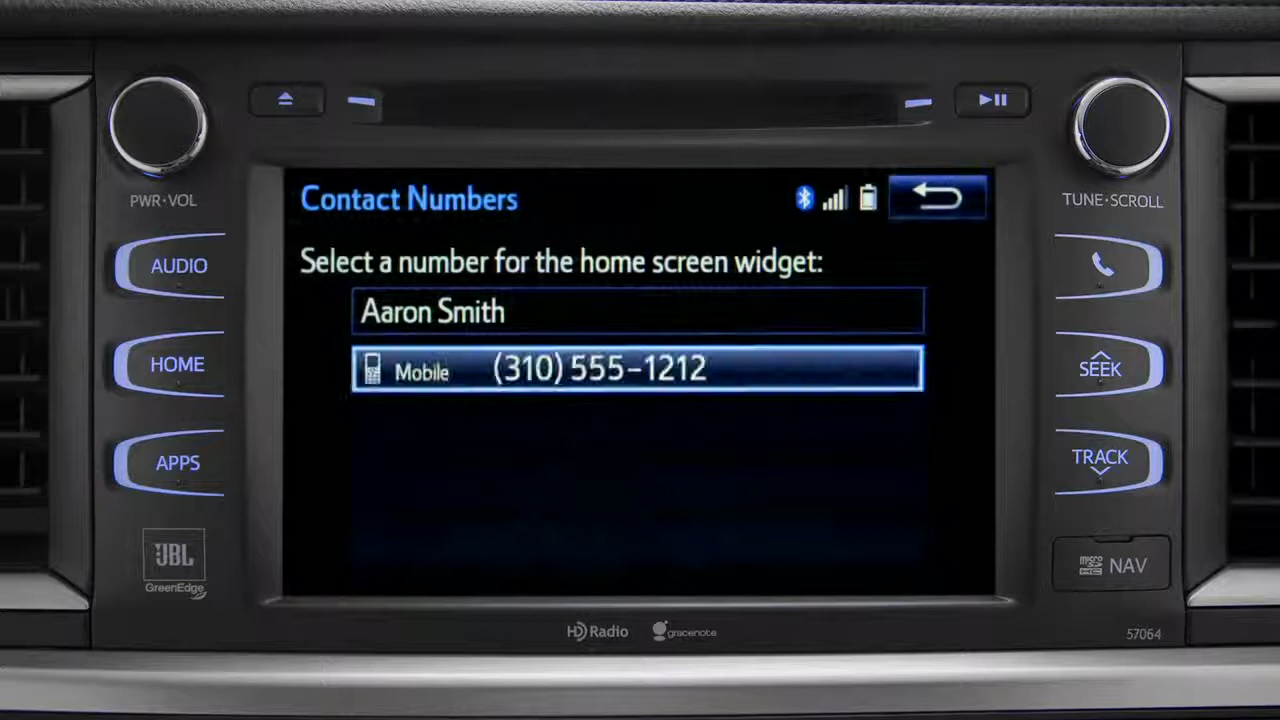 PWR·VOL
TUNE·SCROLL
Contact Numbers
Select a number for the home screen widget:
Aaron Smith
Mobile (310) 555-1212
AUDIO
HOME
APPS
SEEK
TRACK
JBL
GreenEdge
micro
NAV
HD Radio
gracenote
57064